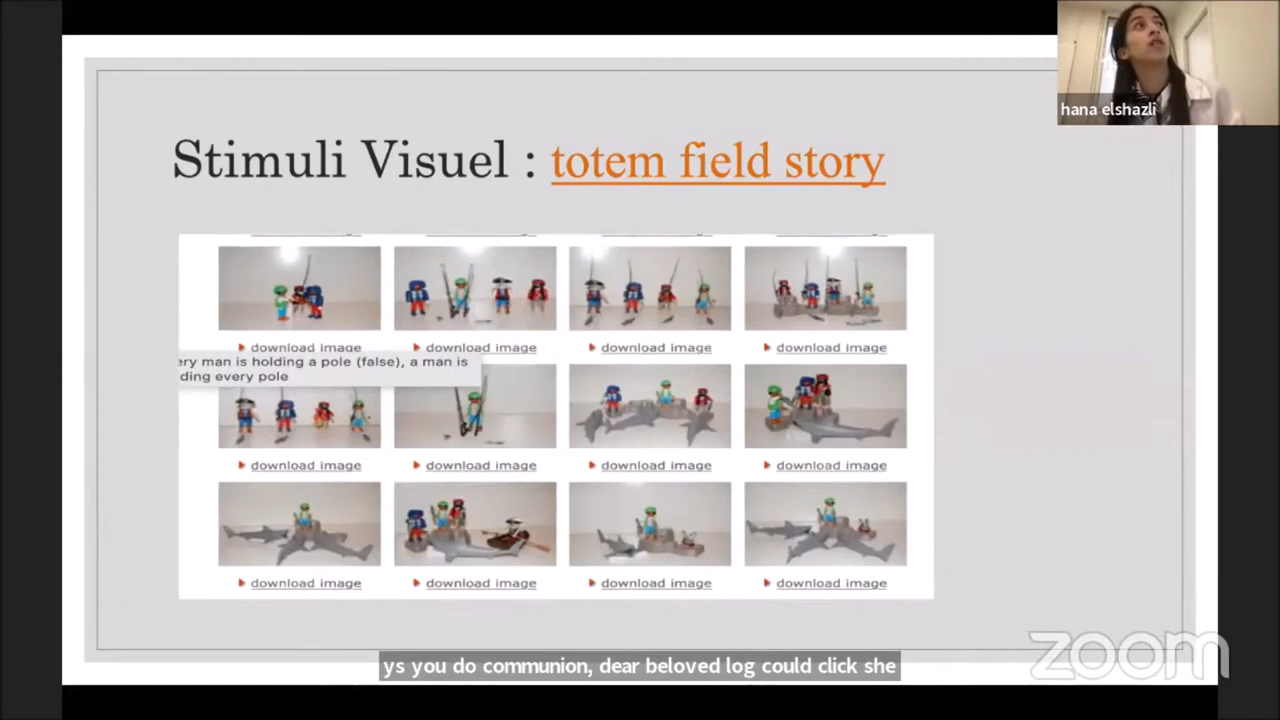 hana elshazli
Stimuli Visuel : totem field story
download image download image download image download image
ery man is holding a pole (false), a man is
ding every pole
download image download image download image download image
download image download image download image download image
zoom
ys you do communion, dear beloved log could click she